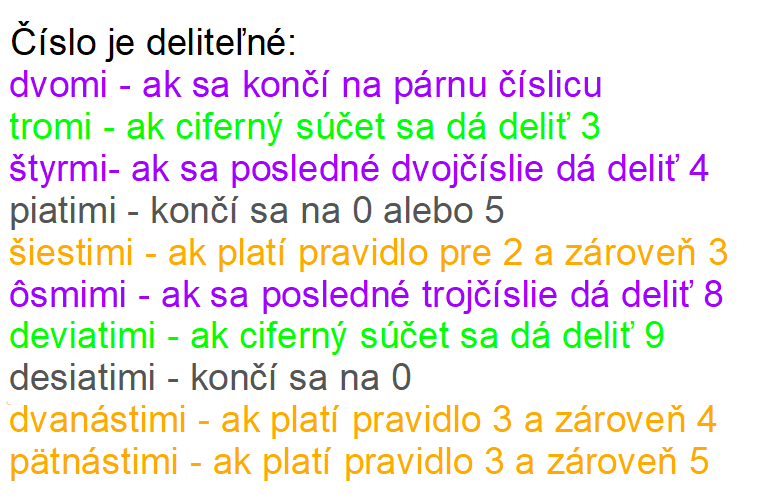 Číslo je deliteľné:
dvomi - ak sa končí na párnu číslicu
tromi - ak ciferný súčet sa dá deliť 3
štyrmi- ak sa posledné dvojčíslie dá deliť 4
piatimi - končí sa na 0 alebo 5
šiestimi - ak platí pravidlo pre 2 a zároveň 3
ôsmimi - ak sa posledné trojčíslie dá deliť 8
deviatimi - ak ciferný súčet sa dá deliť 9
desiatimi - končí sa na 0
dvanástimi - ak platí pravidlo 3 a zároveň 4
pätnástimi - ak platí pravidlo 3 a zároveň 5